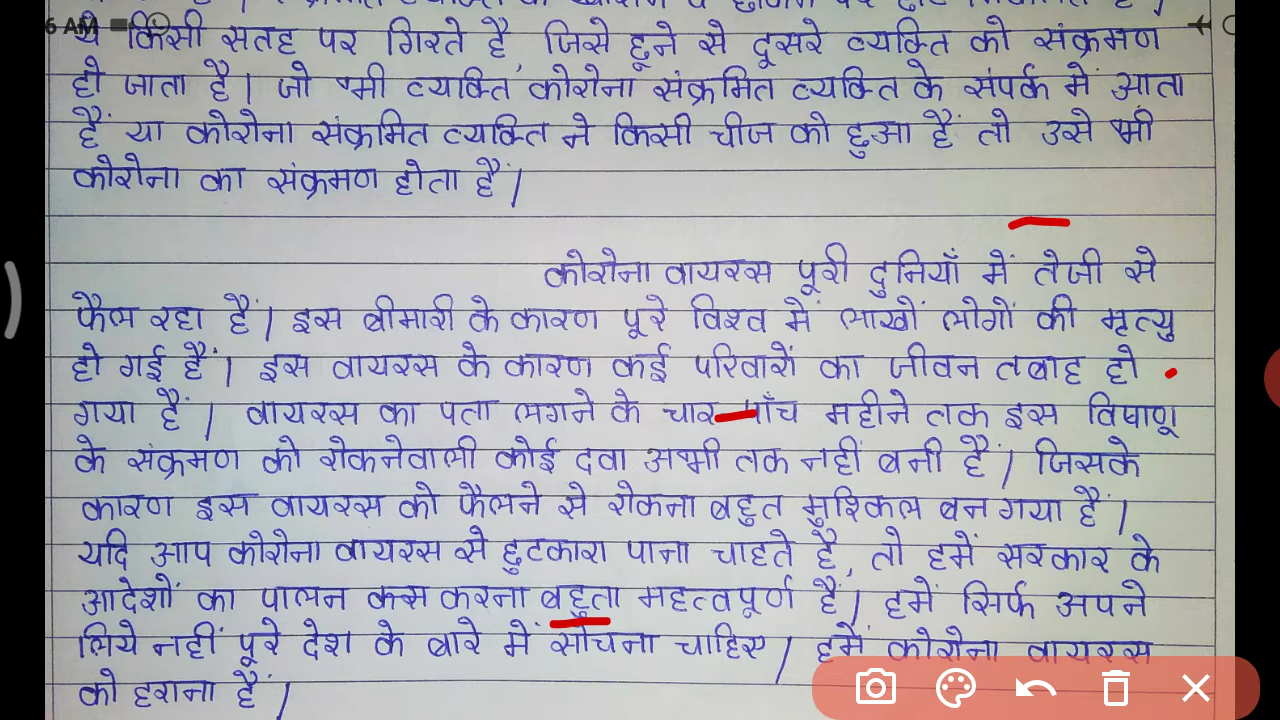 6 AM
ये किसी सतह पर गिरते है, जिसे छूने से दूसरे व्यक्ति को संक्रमण
हो जाता है। जो भी व्यक्ति कोरोना संक्रमित व्यक्ति के संपर्क में आता
हैं या कोरोना संक्रमित व्यक्ति ने किसी चीज को छुआ हैं तो उसे भी
कोरोना का संक्रमण होता हैं।
कोरोना वायरस पूरी दुनियाँ में तेजी से
फैल रहा हैं। इस बीमारी के कारण पूरे विश्व में लाखों लोगों की मृत्यु
हो गई हैं। इस वायरस के कारण कई परिवारों का जीवन तबाह हो
गया हैं। वायरस का पता लगने के चार पाँच महीने तक इस विषाणू
के संक्रमण को रोकनेवाली कोई दवा अभी तक नहीं बनी हैं। जिसके
कारण इस वायरस को फैलने से रोकना बहुत मुश्किल बन गया हैं।
यदि आप कोरोना वायरस से छुटकारा पाना चाहते है, तो हमें सरकार के
आदेशों का पालन करना बहुता महत्वपूर्ण हैं। हमें सिर्फ अपने
लिये नहीं पूरे देश के बारे में सोचना चाहिए। हमें कोरोना वायरस
को हराना हैं।